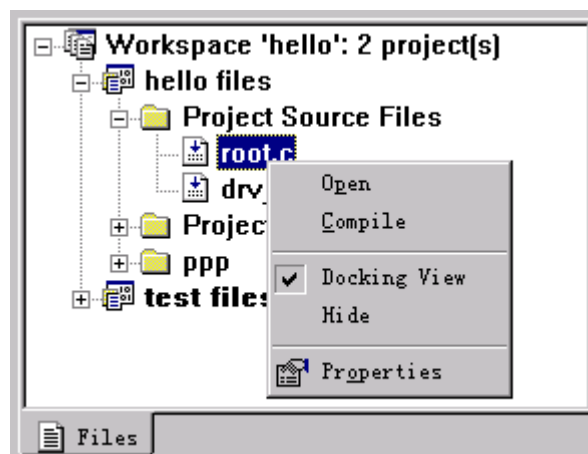 Workspace 'hello': 2 project(s)
hello files
Project Source Files
root.c
drv_
Projec
ppp
test files
Open
Compile
Docking View
Hide
Properties
Files